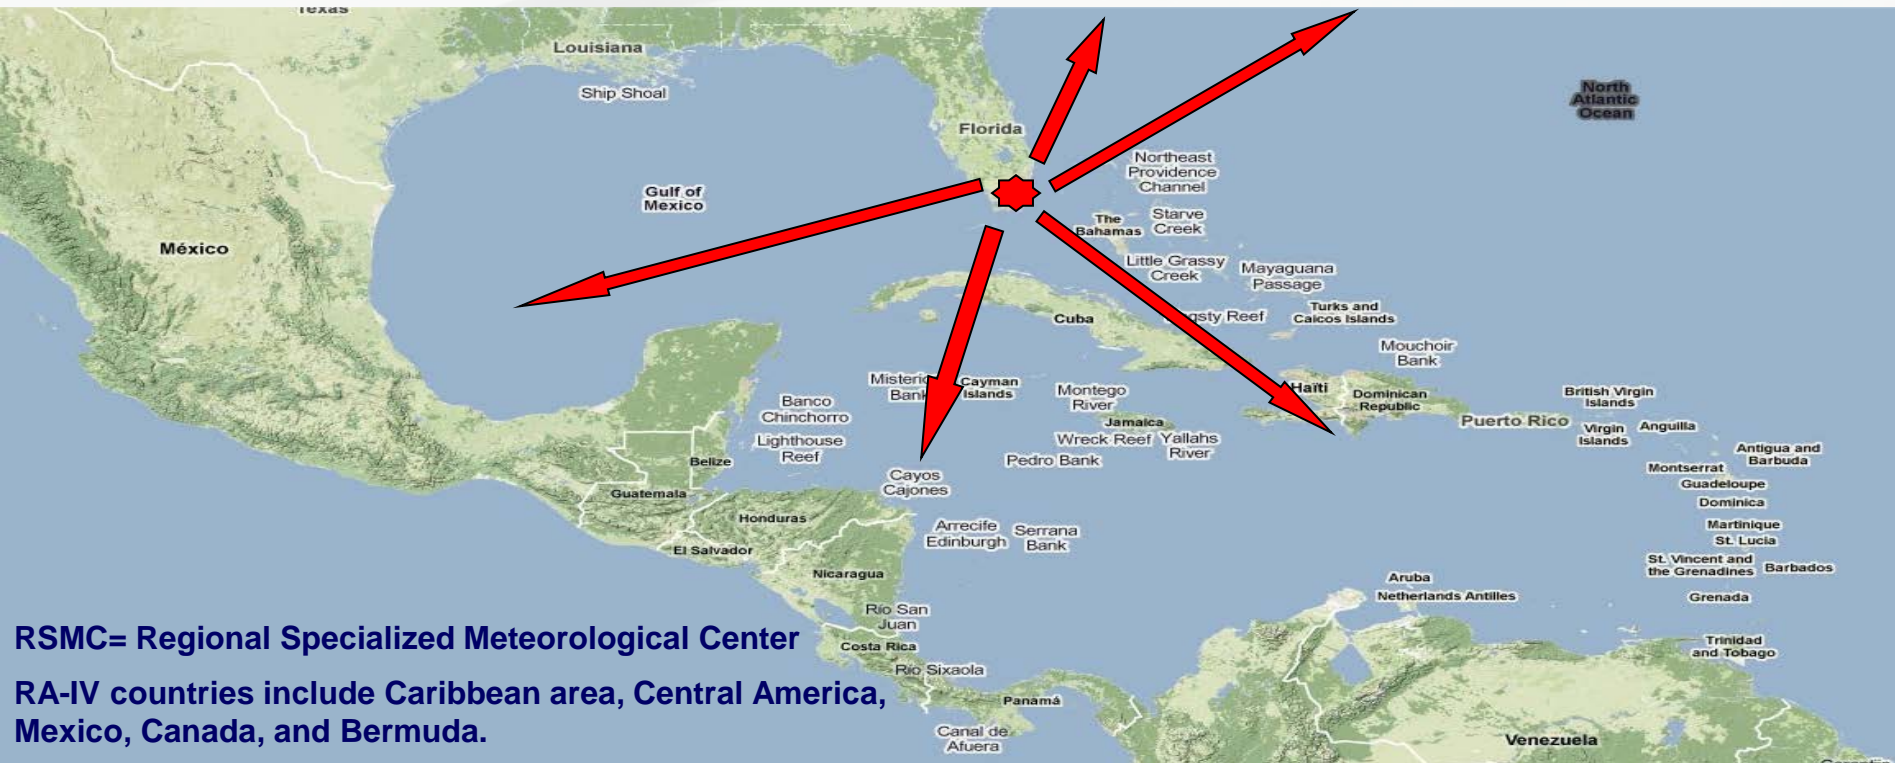 Texas
Louisiana
Ship Shoal
North
Atlantic
Ocean
Florida
Northeast
Providence
Channel
Gulf of
Mexico
The
Bahamas
Starve
Creek
México
Little Grassy
Creek
Mayaguana
Passage
Turks and
Caicos Islands
Cuba
Reef
Mouchoir
Bank
Bank
Cayman
Islands
Montego
River
Haïti
Dominican
Republic
British Virgin
Islands
Banco
Chinchorro
Jamaica
Puerto Rico
Virgin
Islands
Anguilla
Lighthouse
Reef
Wreck Reef
Yallahs
River
Antigua and
Barbuda
Belize
Pedro Bank
Montserrat
Cayos
Cajones
Guadeloupe
Guatemala
Dominica
Honduras
Arrecife
Edinburgh
Serrana
Bank
Martinique
St. Lucia
El Salvador
St. Vincent and
the Grenadines
Barbados
Nicaragua
Aruba
Netherlands Antilles
Grenada
Río San
Juan
RSMC= Regional Specialized Meteorological Center
Costa Rica
Trinidad
and Tobago
Río Sixaola
RA-IV countries include Caribbean area, Central America,
Mexico, Canada, and Bermuda.
Panamá
Canal de
Afuera
Venezuela